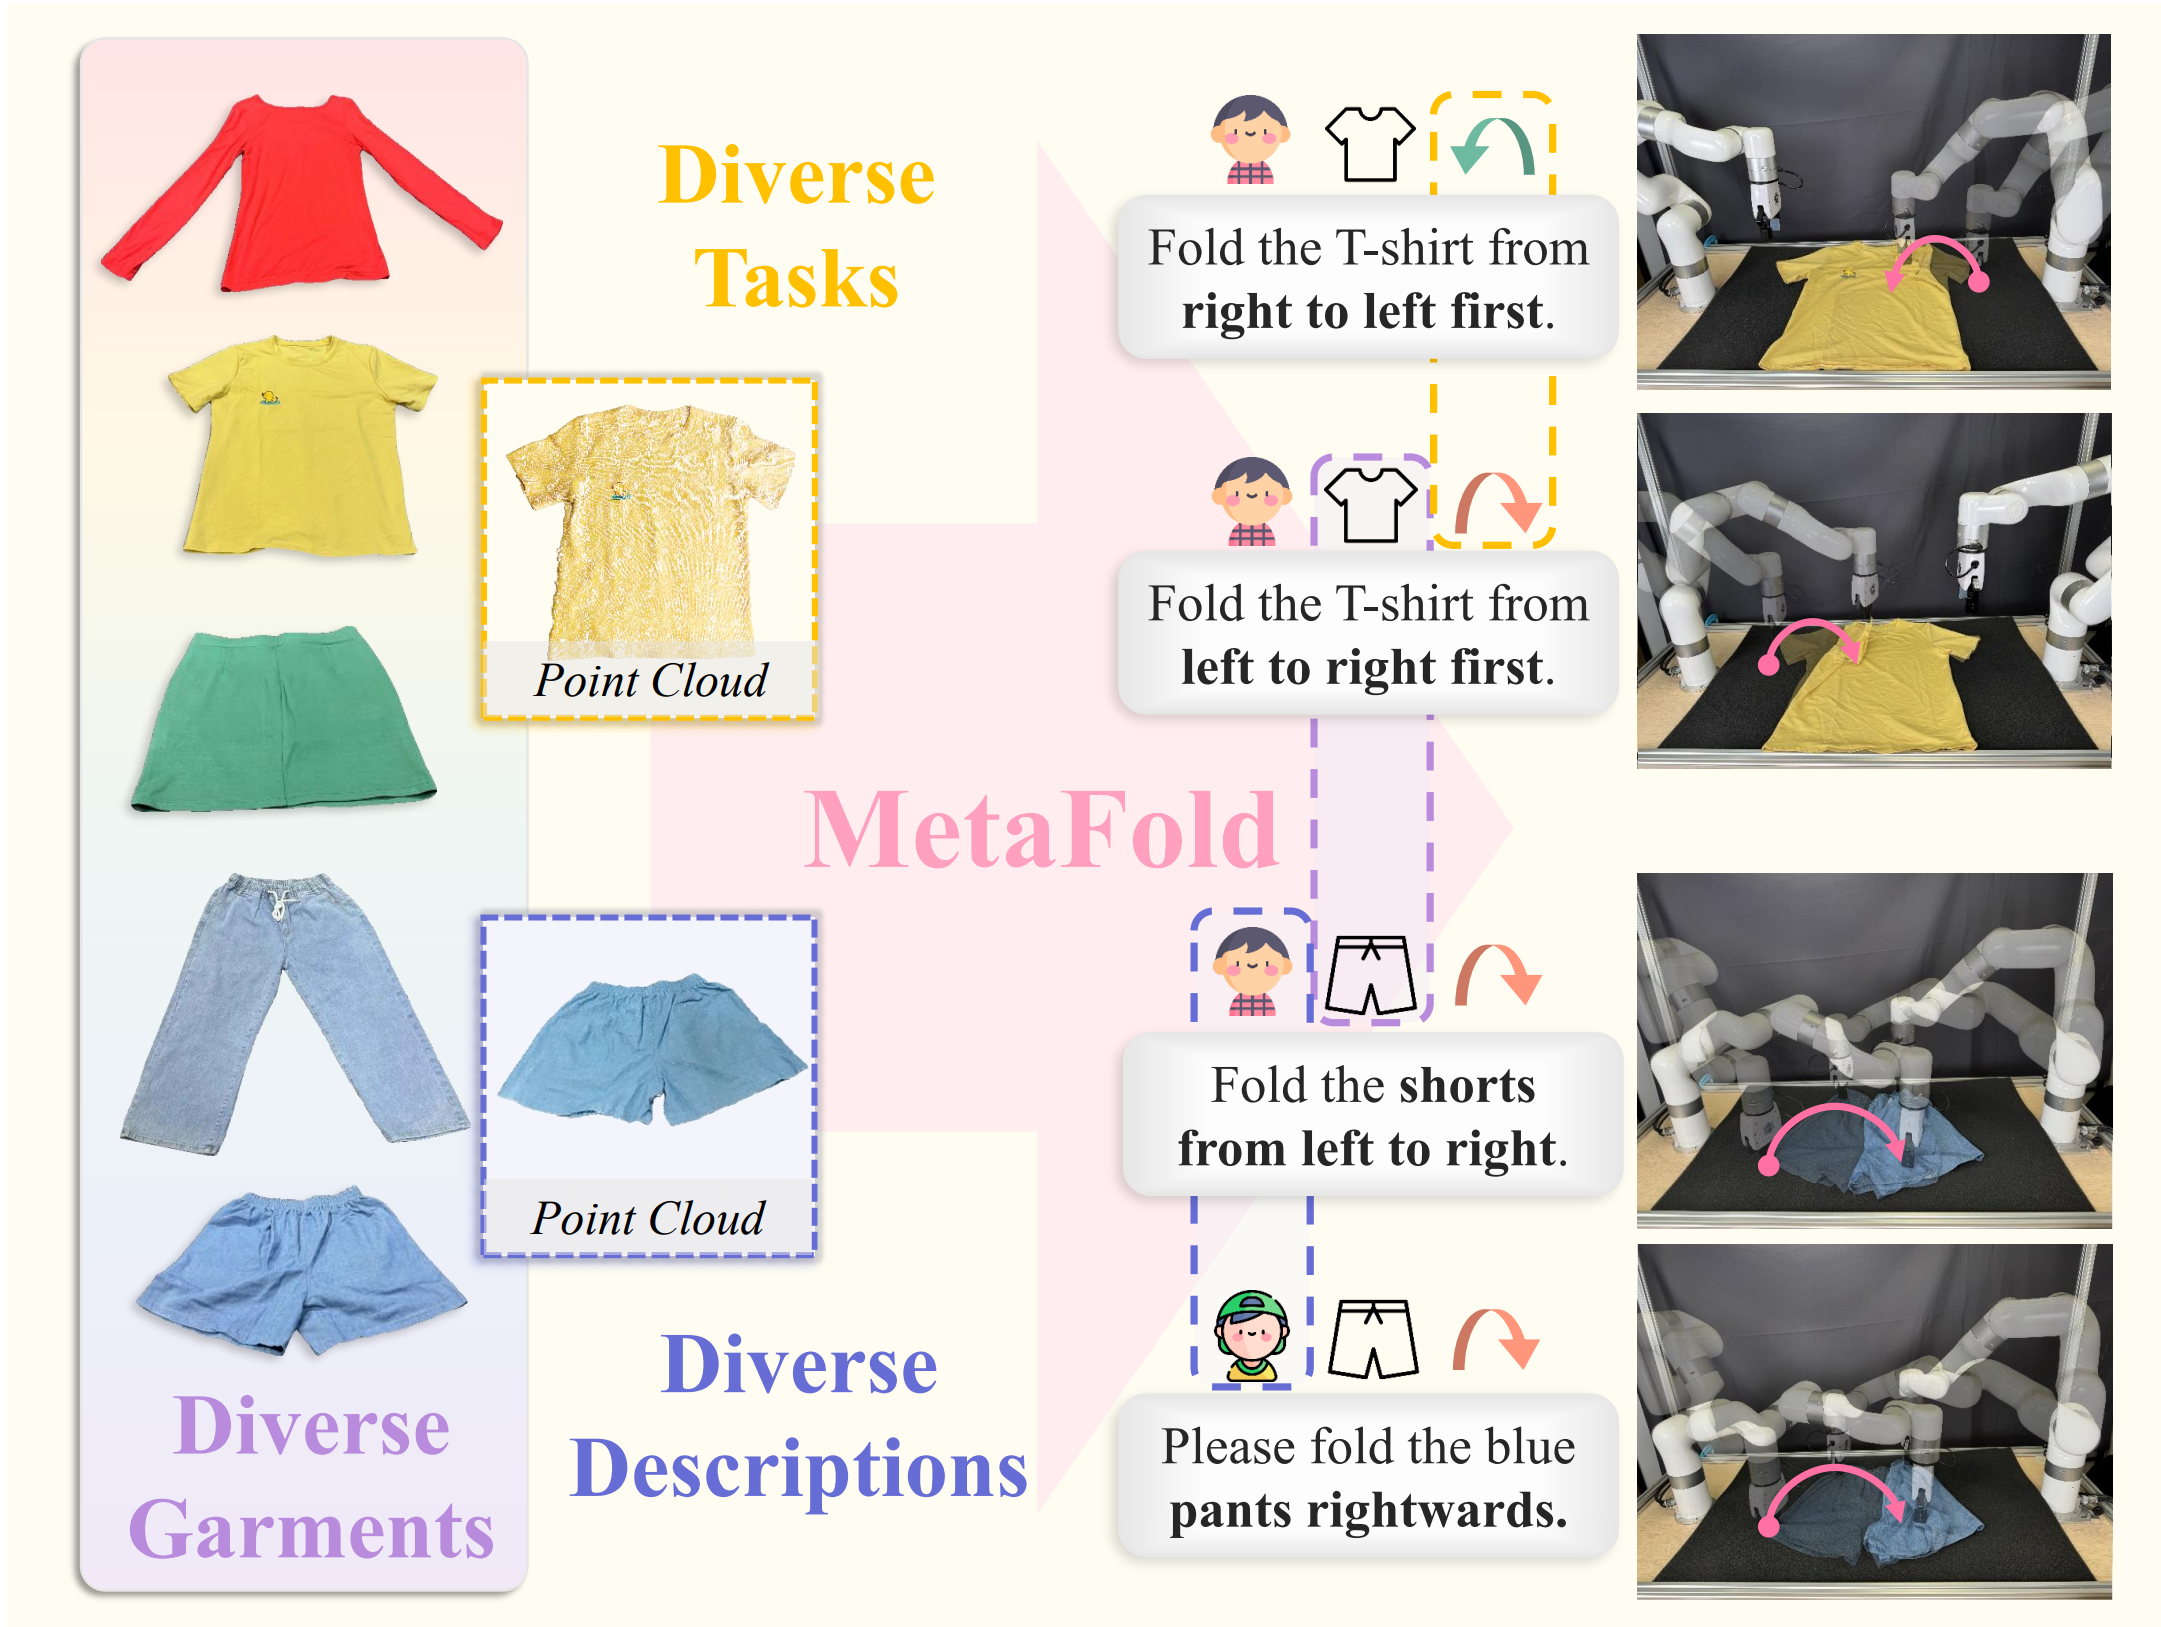 Diverse
Tasks
Point Cloud
MetaFold
Point Cloud
Diverse
Descriptions
Diverse
Garments
Fold the T-shirt from
right to left first.
Fold the T-shirt from
left to right first.
Fold the shorts
from left to right.
Please fold the blue
pants rightwards.